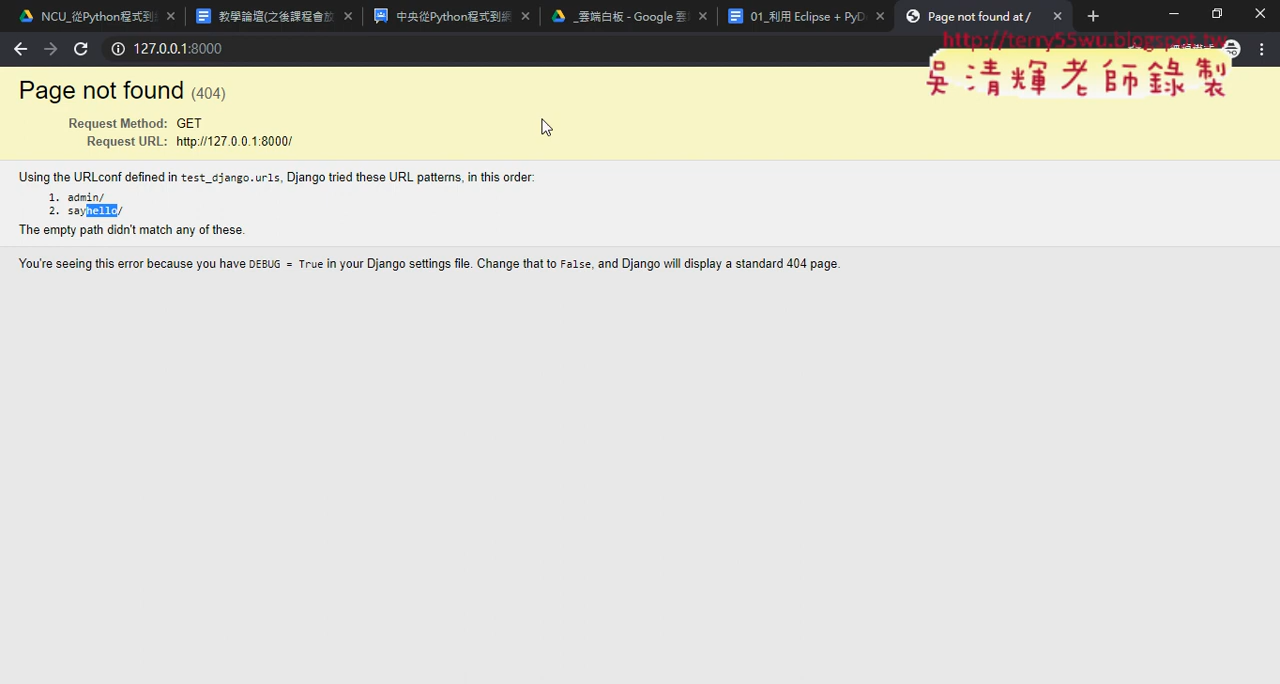 NCU_從Python程式到
教學論壇(之後課程會放
中央從Python程式到網
_雲端白板 - Google 雲
01_利用 Eclipse + PyD
Page not found at /
127.0.0.1:8000
http://terry55wu.blogspot.tw
吳清輝老師錄製
Page not found (404)
Request Method: GET
Request URL: http://127.0.0.1:8000/
Using the URLconf defined in test_django.urls, Django tried these URL patterns, in this order:
1. admin/
2. sayhello/
The empty path didn't match any of these.
You're seeing this error because you have DEBUG = True in your Django settings file. Change that to False, and Django will display a standard 404 page.